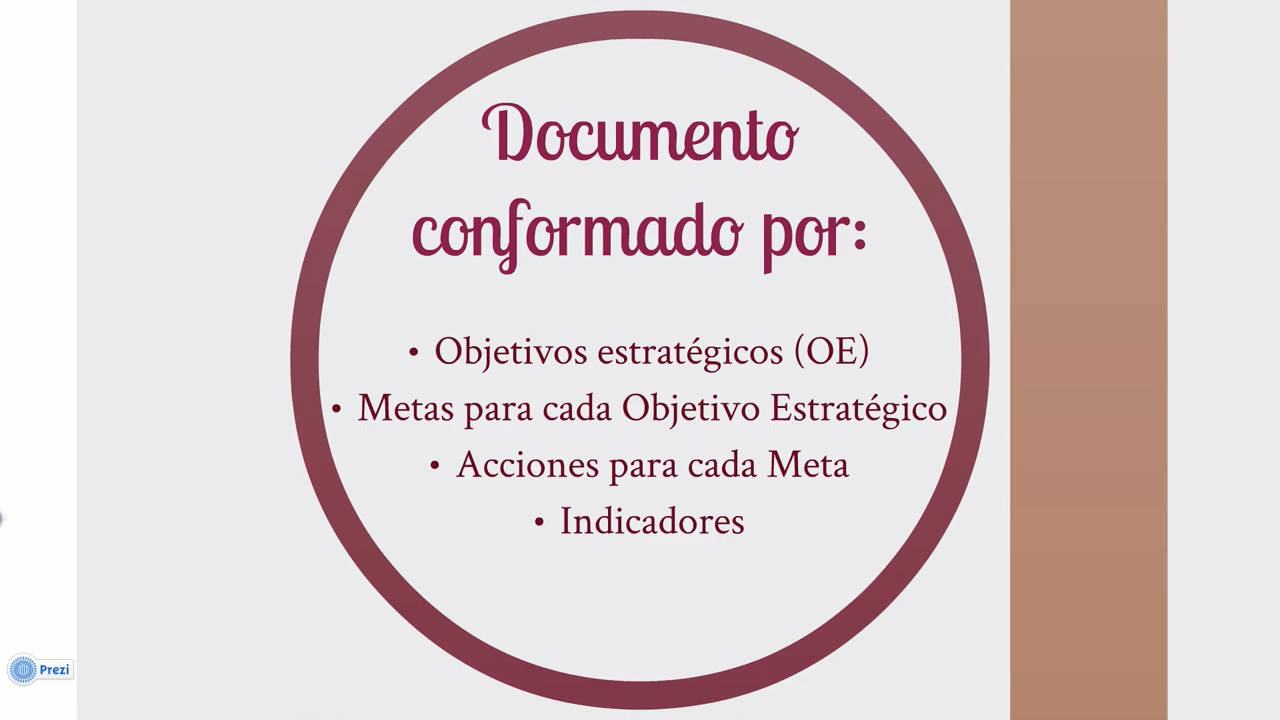 Documento
conformado por:
• Objetivos estratégicos (OE)
• Metas para cada Objetivo Estratégico
• Acciones para cada Meta
• Indicadores
Prezi